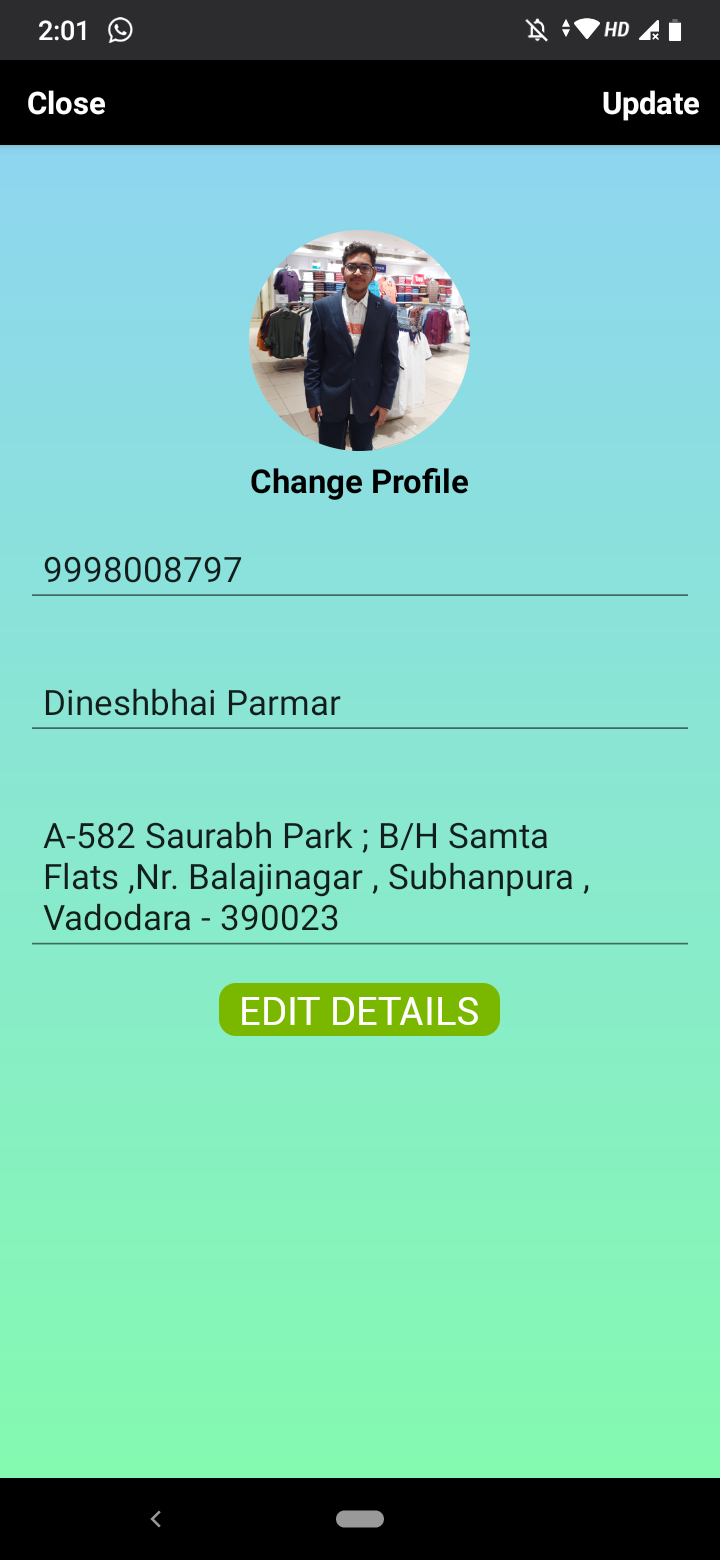 2:01 HD
Close Update
Change Profile
9998008797
Dineshbhai Parmar
A-582 Saurabh Park ; B/H Samta
Flats ,Nr. Balajinagar , Subhanpura ,
Vadodara - 390023
EDIT DETAILS